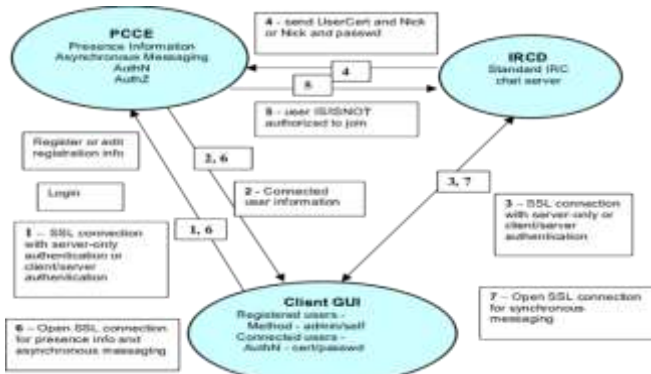 PCCE
Presence Information
Asynchronous Messaging
AuthN
AuthZ
4 - send UserCert and Nick
or Nick and passwd
4
5
5 - user IS/ISNOT
authorized to join
IRCD
Standard IRC
chat server
Register or edit
registration info
Login
1 – SSL connection
with server-only
authentication or
client/server
authentication
2, 6
2 - Connected
user information
1, 6
3, 7
3 – SSL connection
with server-only or
client/server
authentication
Client GUI
Registered users -
Method - admin/self
Connected users -
AuthN - cert/passwd
6 – Open SSL connection
for presence info and
asynchronous messaging
7 – Open SSL connection
for synchronous
messaging